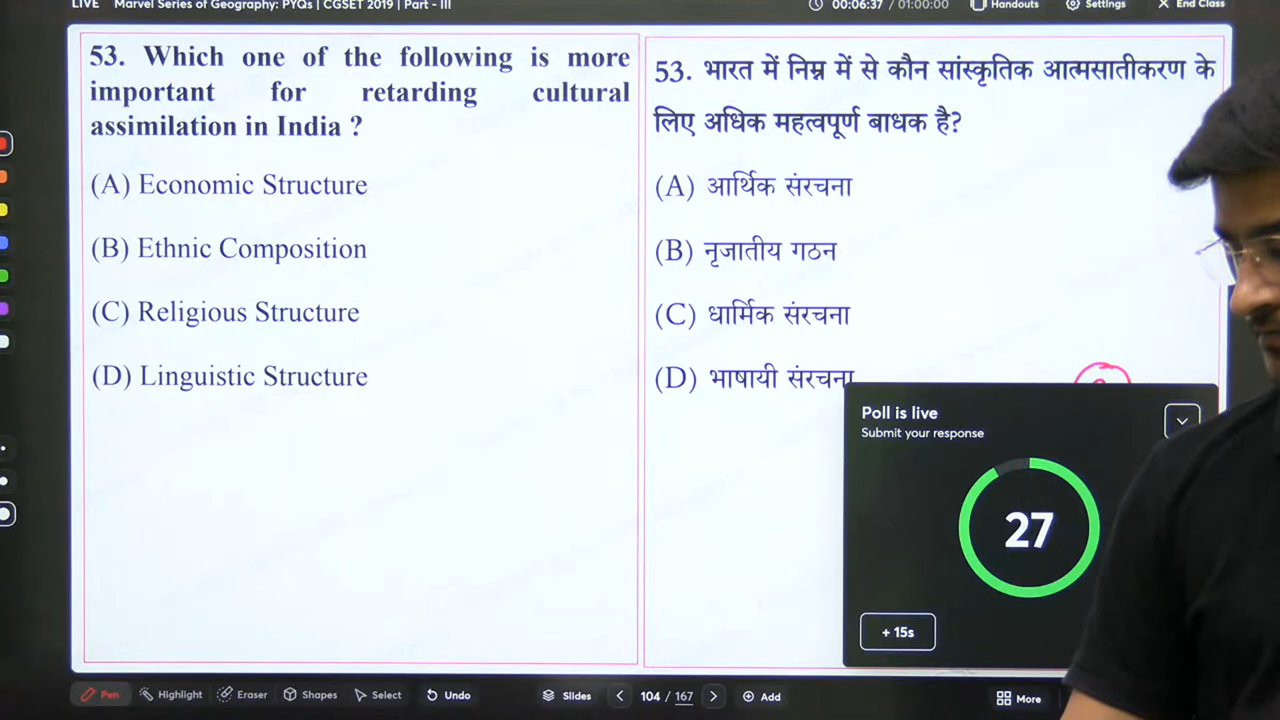 LIVE Marvel Series of Geography: PYQs | CGSET 2019 | Part - III
00:06:37 / 01:00:00 Handouts Settings End Class
53. Which one of the following is more
important for retarding cultural
assimilation in India ?
(A) Economic Structure
(B) Ethnic Composition
(C) Religious Structure
(D) Linguistic Structure
53. भारत में निम्न में से कौन सांस्कृतिक आत्मसातीकरण के
लिए अधिक महत्वपूर्ण बाधक है?
(A) आर्थिक संरचना
(B) नृजातीय गठन
(C) धार्मिक संरचना
(D) भाषायी संरचना
Poll is live
Submit your response
27
+ 15s
Pen Highlight Eraser Shapes Select Undo Slides 104 / 167 Add More